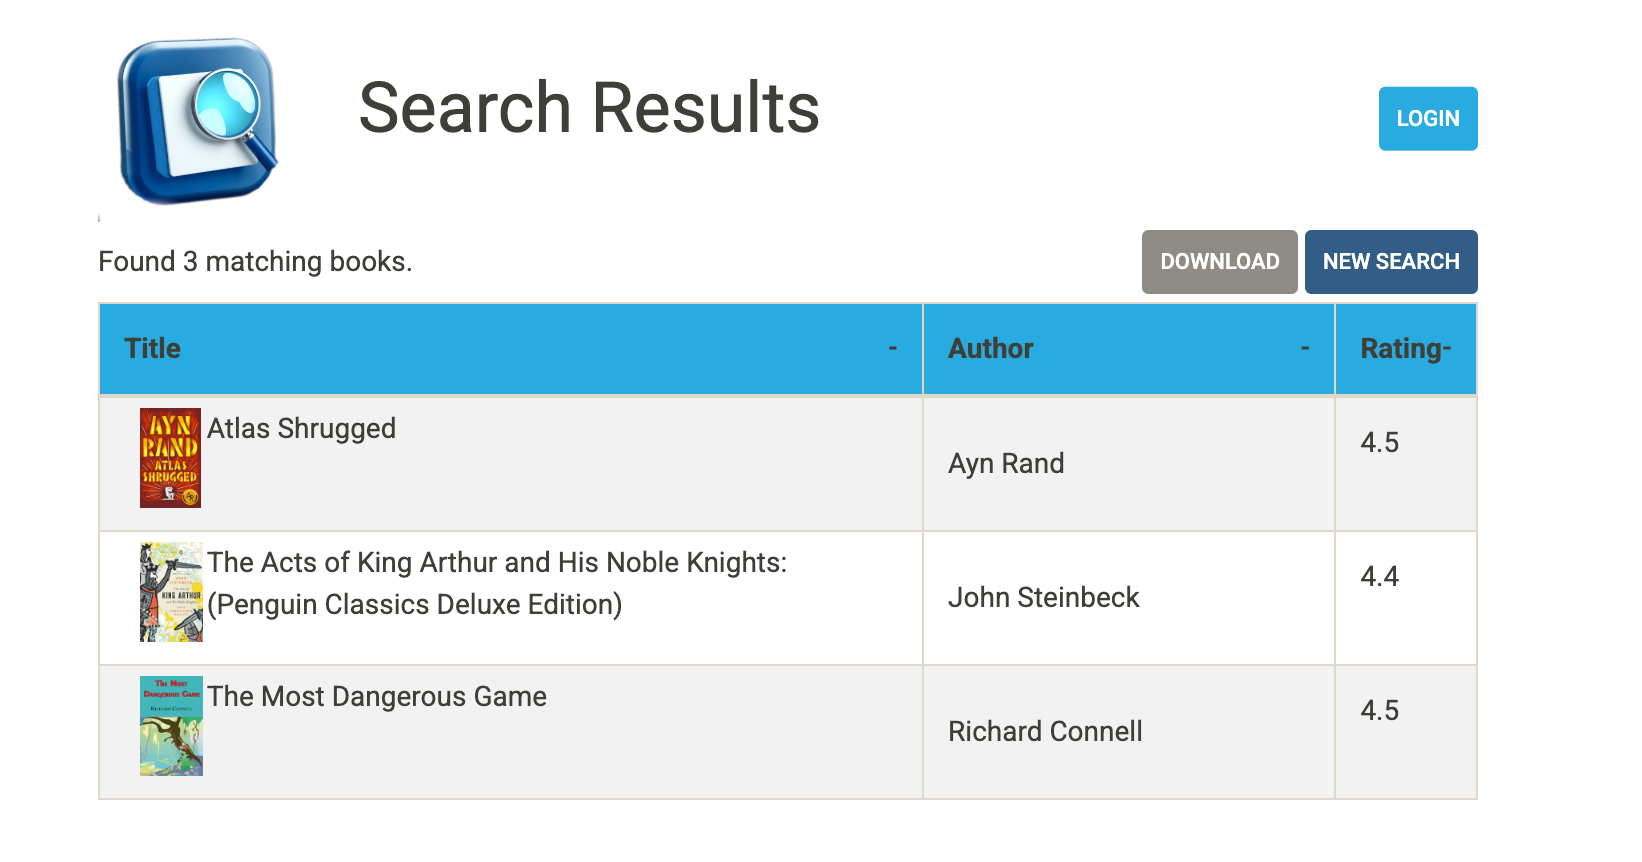 Search Results
LOGIN
Found 3 matching books.
DOWNLOAD
NEW SEARCH
Title -
Author -
Rating-
AYN
RAND
ATLAS
SHRUGGED
Atlas Shrugged
Ayn Rand
4.5
KING ARTHUR
The Acts of King Arthur and His Noble Knights:
(Penguin Classics Deluxe Edition)
John Steinbeck
4.4
The Most
Dangerous Game
Richard Connell
The Most Dangerous Game
Richard Connell
4.5